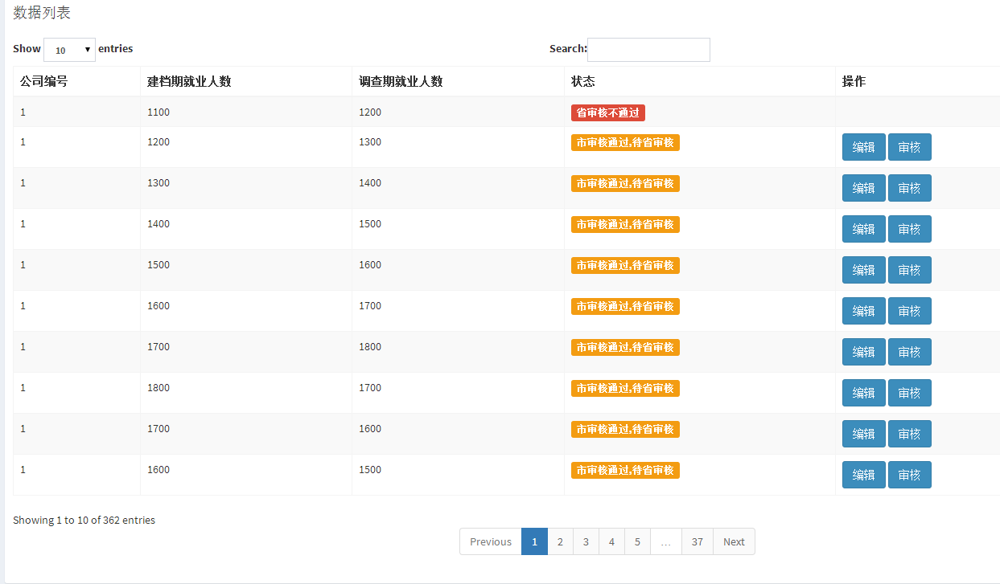 数据列表
Show 10 entries Search:
公司编号 建档期就业人数 调查期就业人数 状态 操作
1 1100 1200 省审核不通过
1 1200 1300 市审核通过,待省审核 编辑 审核
1 1300 1400 市审核通过,待省审核 编辑 审核
1 1400 1500 市审核通过,待省审核 编辑 审核
1 1500 1600 市审核通过,待省审核 编辑 审核
1 1600 1700 市审核通过,待省审核 编辑 审核
1 1700 1800 市审核通过,待省审核 编辑 审核
1 1800 1700 市审核通过,待省审核 编辑 审核
1 1700 1600 市审核通过,待省审核 编辑 审核
1 1600 1500 市审核通过,待省审核 编辑 审核
Showing 1 to 10 of 362 entries
Previous 1 2 3 4 5 … 37 Next